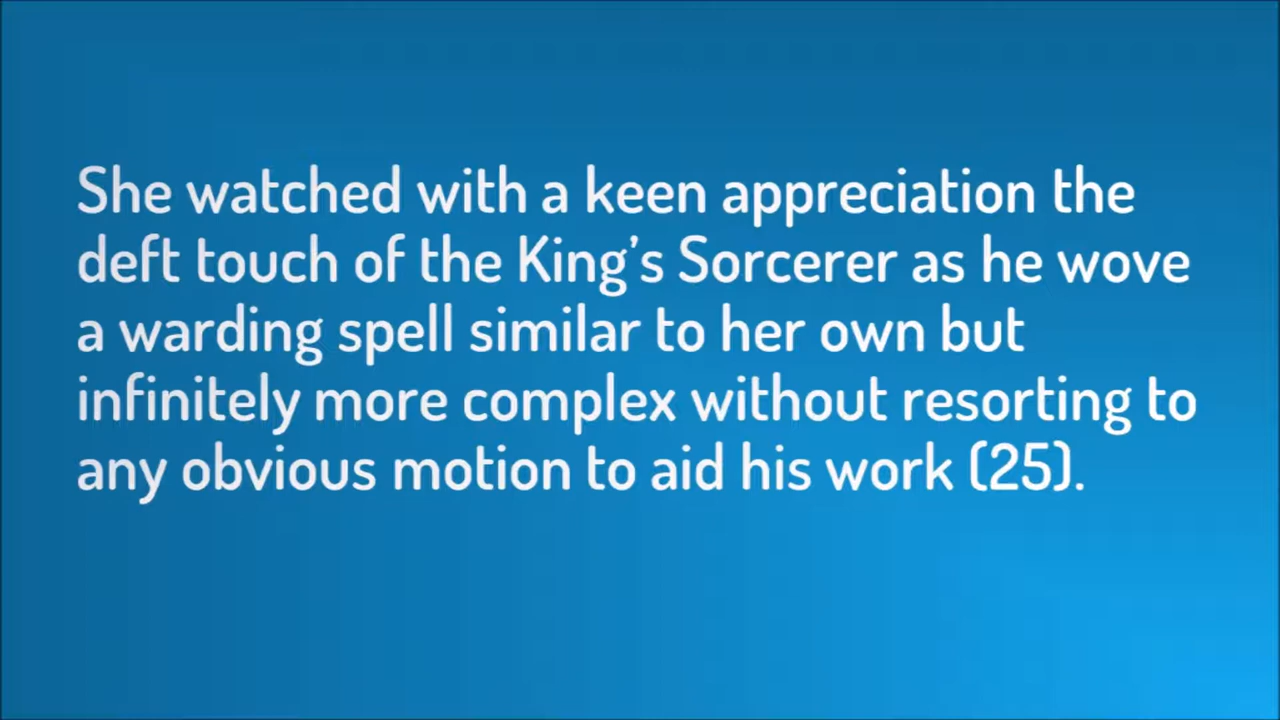 She watched with a keen appreciation the
deft touch of the King’s Sorcerer as he wove
a warding spell similar to her own but
infinitely more complex without resorting to
any obvious motion to aid his work (25).